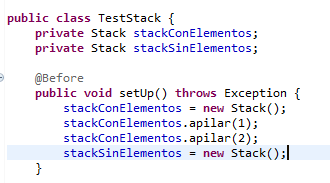 public class TestStack {
private Stack stackConElementos;
private Stack stackSinElementos;
@Before
public void setUp() throws Exception {
stackConElementos = new Stack();
stackConElementos.apilar(1);
stackConElementos.apilar(2);
stackSinElementos = new Stack();
}